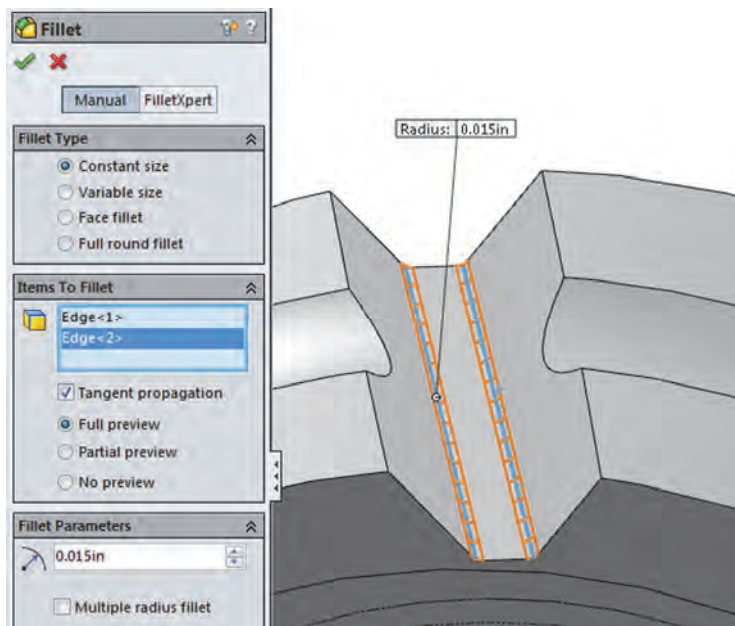 Fillet
?
Manual FilletXpert
Fillet Type
Constant size
Variable size
Face fillet
Full round fillet
Items To Fillet
Edge<1>
Edge<2>
Tangent propagation
Full preview
Partial preview
No preview
Fillet Parameters
0.015in
Multiple radius fillet
Radius: 0.015in